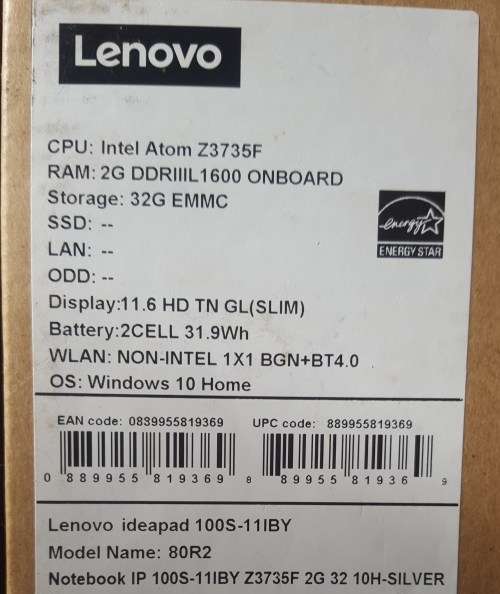 Lenovo
CPU: Intel Atom Z3735F
RAM: 2G DDRIIIL1600 ONBOARD
Storage: 32G EMMC
SSD: --
LAN: --
ODD: --
energy
ENERGY STAR
Display:11.6 HD TN GL(SLIM)
Battery:2CELL 31.9Wh
WLAN: NON-INTEL 1X1 BGN+BT4.0
OS: Windows 10 Home
EAN code: 0889955819369 UPC code: 889955819369
0 889955 819369 8 89955 81936 9
Lenovo ideapad 100S-11IBY
Model Name: 80R2
Notebook IP 100S-11IBY Z3735F 2G 32 10H-SILVER